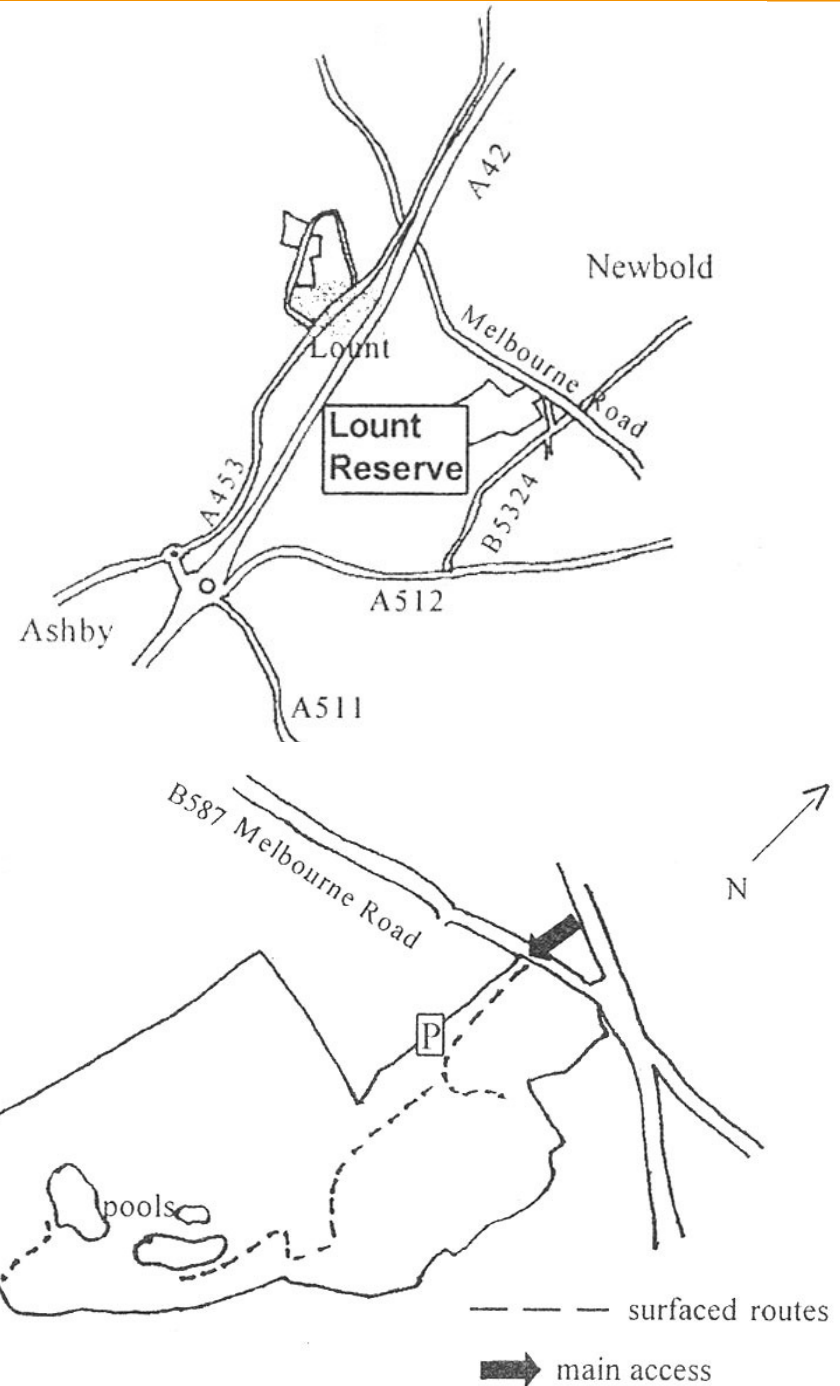 A42
Newbold
Melbourne Road
Lount
Lount
Reserve
A453
B5324
A512
Ashby
A511
B587 Melbourne Road
N
P
pools
surfaced routes
main access